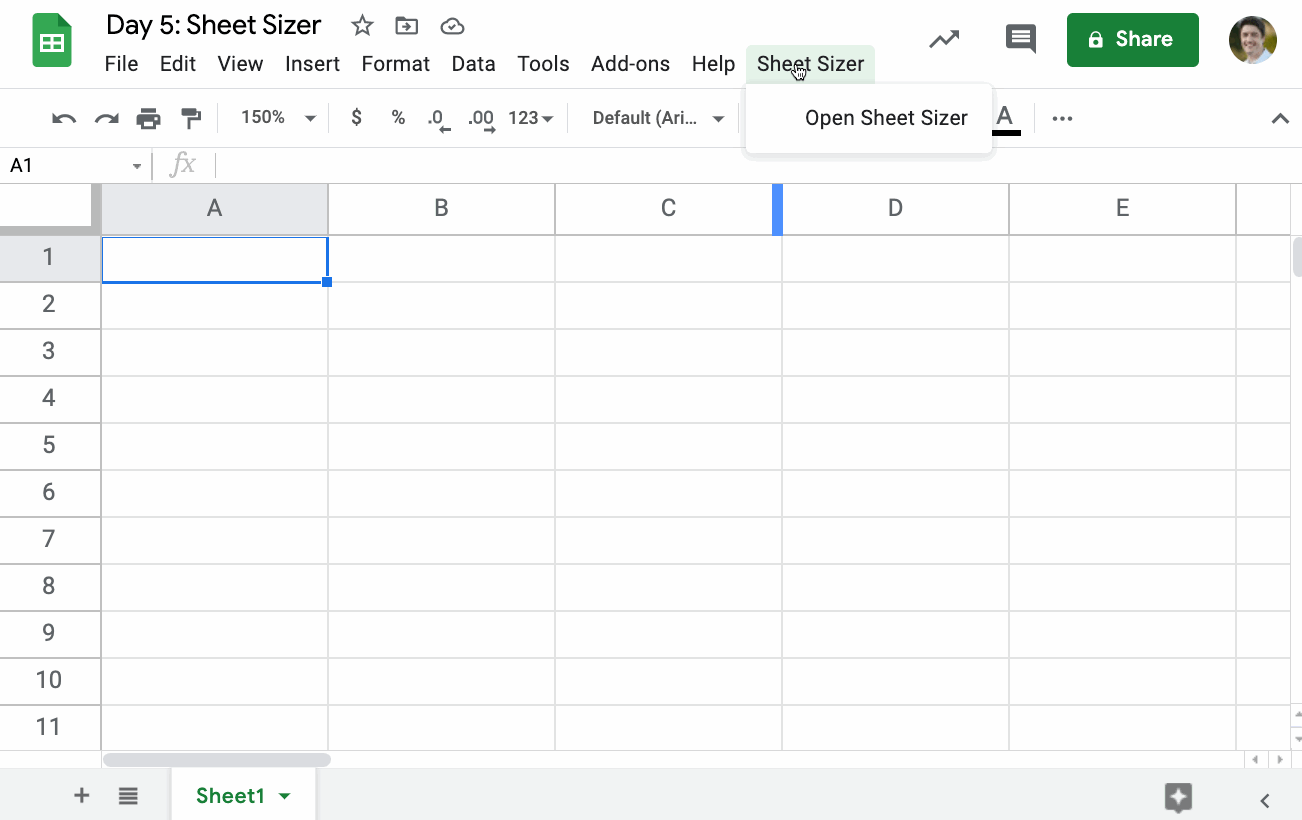 Day 5: Sheet Sizer
File Edit View Insert Format Data Tools Add-ons Help Sheet Sizer
Share
150% $ % .0 .00 123 Default (Ari... A
Open Sheet Sizer
A1 fx
A B C D E
1
2
3
4
5
6
7
8
9
10
11
Sheet1